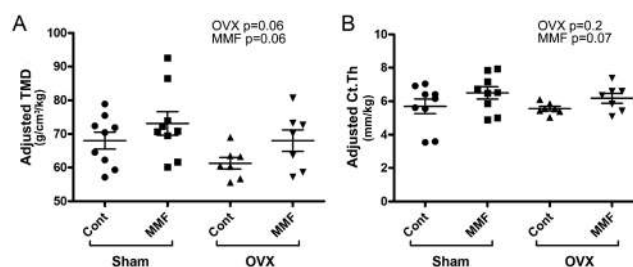 A
OVX p=0.06
MMF p=0.06
Adjusted TMD
(g/cm³/kg)
100
90
80
70
60
50
Cont
MMF
Cont
MMF
Sham
OVX
B
OVX p=0.2
MMF p=0.07
Adjusted Ct.Th
(mm/kg)
10
8
6
4
2
0
Cont
MMF
Cont
MMF
Sham
OVX